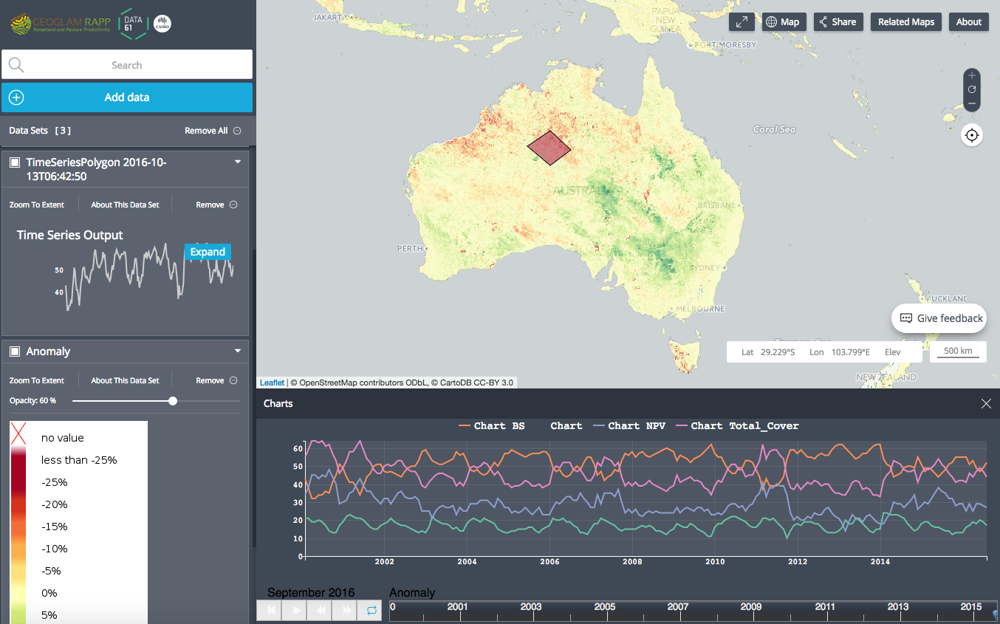 GEOGLAM RAPP
Rangeland and Pasture Productivity
DATA
61
CSIRO
Search
Add data
Data Sets [ 3 ]
Remove All
TimeSeriesPolygon 2016-10-
13T06:42:50
Zoom To Extent
About This Data Set
Remove
Time Series Output
Expand
50
40
Anomaly
Zoom To Extent
About This Data Set
Remove
Opacity: 60 %
no value
less than -25%
-25%
-20%
-15%
-10%
-5%
0%
5%
JAKARTA
PAPUA
NEW
GUINEA
PORT MORESBY
Map
Share
Related Maps
About
Coral Sea
AUSTRALIA
BRISBANE
PERTH
SYDNEY
MELBOURNE
AUCKLAND
Give feedback
Lat 29.229°S Lon 103.799°E Elev
500 km
NEW ZEALAND
Leaflet | © OpenStreetMap contributors ODbL, © CartoDB CC-BY 3.0
Charts
Chart BS Chart Chart NPV Chart Total_Cover
60
50
40
30
20
10
0
2002 2004 2006 2008 2010 2012 2014
September 2016
Anomaly
0 2001 2003 2005 2007 2009 2011 2013 2015